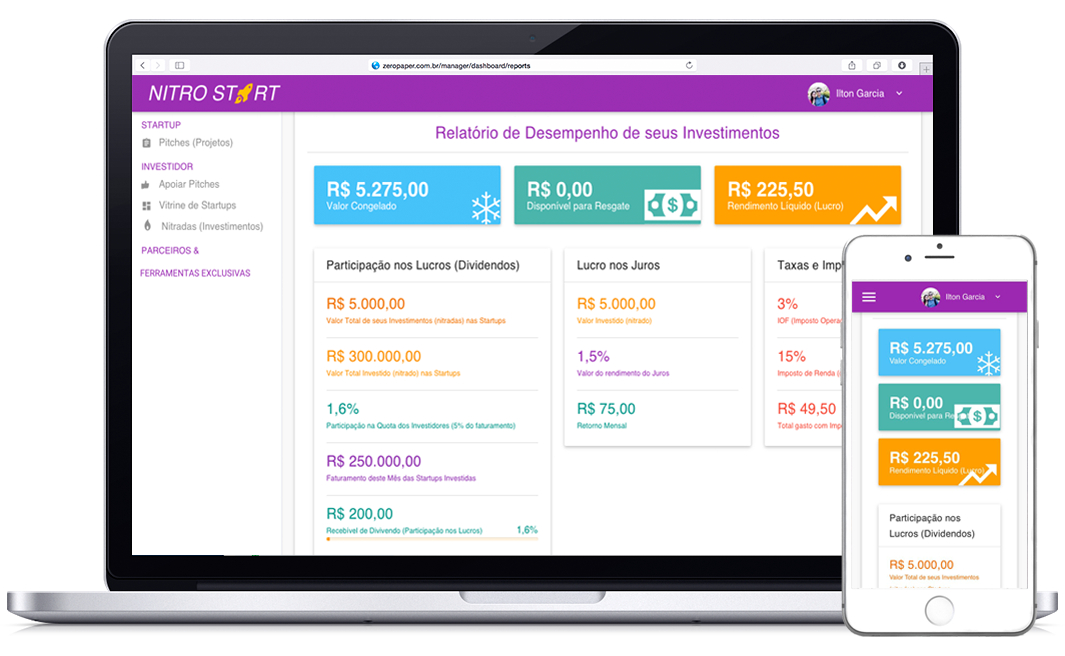 zeropaper.com.br/manager/dashboard/reports
NITRO START
Ilton Garcia
STARTUP
Pitches (Projetos)
INVESTIDOR
Apoiar Pitches
Vitrine de Startups
Nitradas (Investimentos)
PARCEIROS &
FERRAMENTAS EXCLUSIVAS
Relatório de Desempenho de seus Investimentos
R$ 5.275,00
Valor Congelado
R$ 0,00
Disponível para Resgate
R$ 225,50
Rendimento Líquido (Lucro)
Participação nos Lucros (Dividendos)
R$ 5.000,00
Valor Total de seus Investimentos (nitradas) nas Startups
R$ 300.000,00
Valor Total Investido (nitrado) nas Startups
1,6%
Participação na Quota dos Investidores (5% do faturamento)
R$ 250.000,00
Faturamento deste Mês das Startups Investidas
R$ 200,00
Recebível de Divivendo (Participação nos Lucros)
1,6%
Lucro nos Juros
R$ 5.000,00
Valor Investido (nitrado)
1,5%
Valor do rendimento do Juros
R$ 75,00
Retorno Mensal
Taxas e Imp
3%
IOF (Imposto Opera
15%
Imposto de Renda (
R$ 49,50
Total gasto com Imp
Ilton Garcia
R$ 5.275,00
Valor Congelado
R$ 0,00
Disponível para Re
$
R$ 225,50
Rendimento Líquido (Lucro)
Participação nos
Lucros (Dividendos)
R$ 5.000,00
Valor Total de seus Investimentos